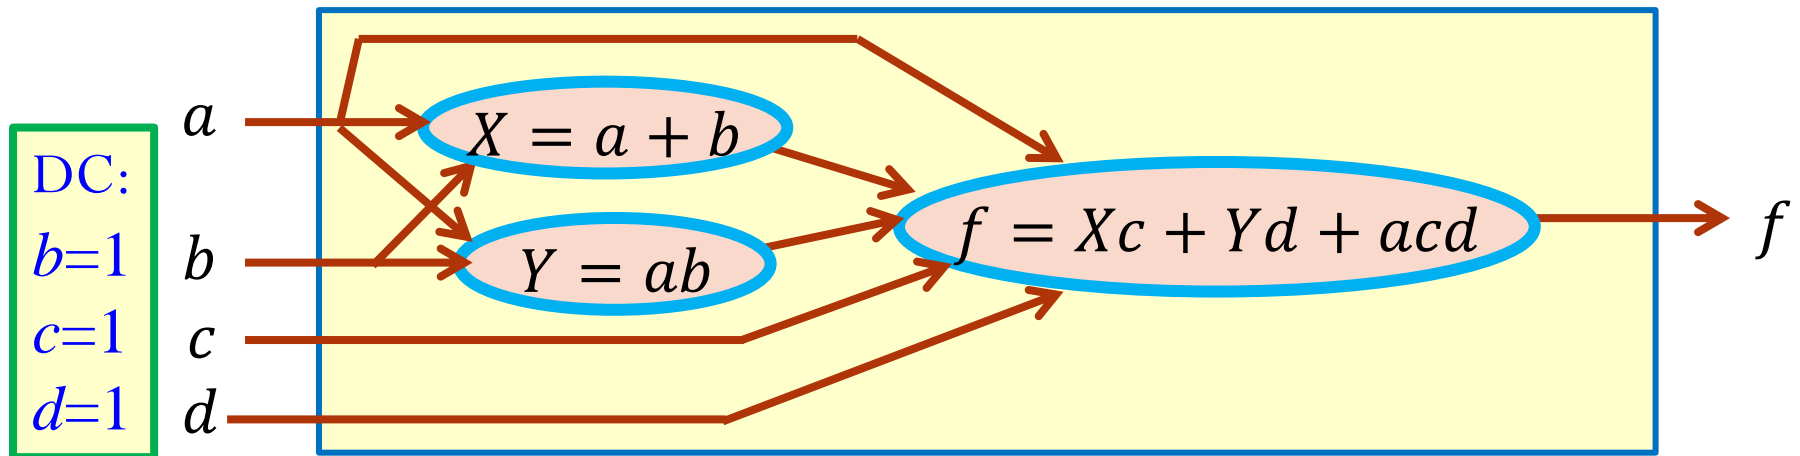 DC:
b=1
c=1
d=1
a
b
c
d
X = a + b
Y = ab
f = Xc + Yd + acd
f